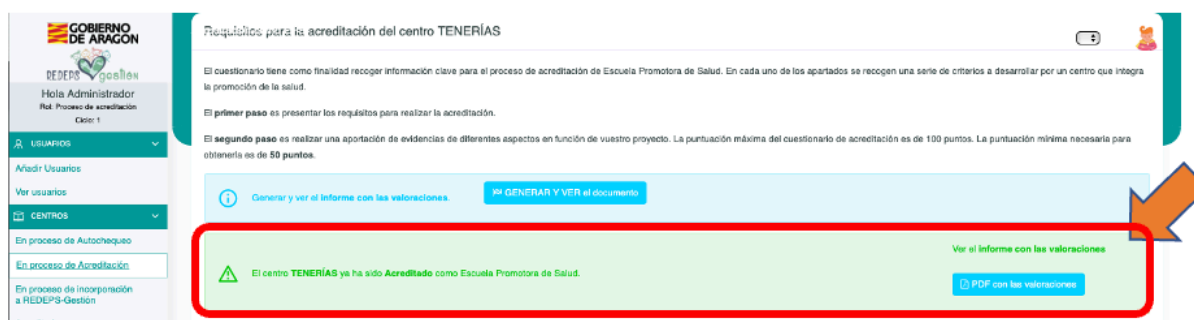 GOBIERNO
DE ARAGON
REDEPS gestión
Hola Administrador
Rol: Proceso de acreditación
Ciclo: 1
USUARIOS
Añadir Usuarios
Ver usuarios
CENTROS
En proceso de Autochequeo
En proceso de Acreditación
En proceso de incorporación
a REDEPS-Gestión
Requisitos para la acreditación del centro TENERÍAS
El cuestionario tiene como finalidad recoger información clave para el proceso de acreditación de Escuela Promotora de Salud. En cada uno de los apartados se recogen una serie de criterios a desarrollar por un centro que integra
la promoción de la salud.
El primer paso es presentar los requisitos para realizar la acreditación.
El segundo paso es realizar una aportación de evidencias de diferentes aspectos en función de vuestro proyecto. La puntuación máxima del cuestionario de acreditación es de 100 puntos. La puntuación mínima necesaria para
obtenerla es de 50 puntos.
Generar y ver el informe con las valoraciones.
GENERAR Y VER el documento
Ver el informe con las valoraciones
El centro TENERÍAS ya ha sido Acreditado como Escuela Promotora de Salud.
PDF con las valoraciones